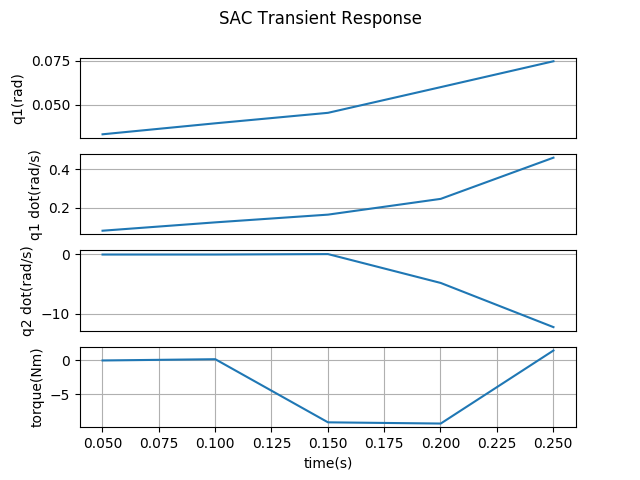 SAC Transient Response
0.075
0.050
q1(rad)
0.4
0.2
q1 dot(rad/s)
0
−10
q2 dot(rad/s)
0
−5
torque(Nm)
0.050 0.075 0.100 0.125 0.150 0.175 0.200 0.225 0.250
time(s)